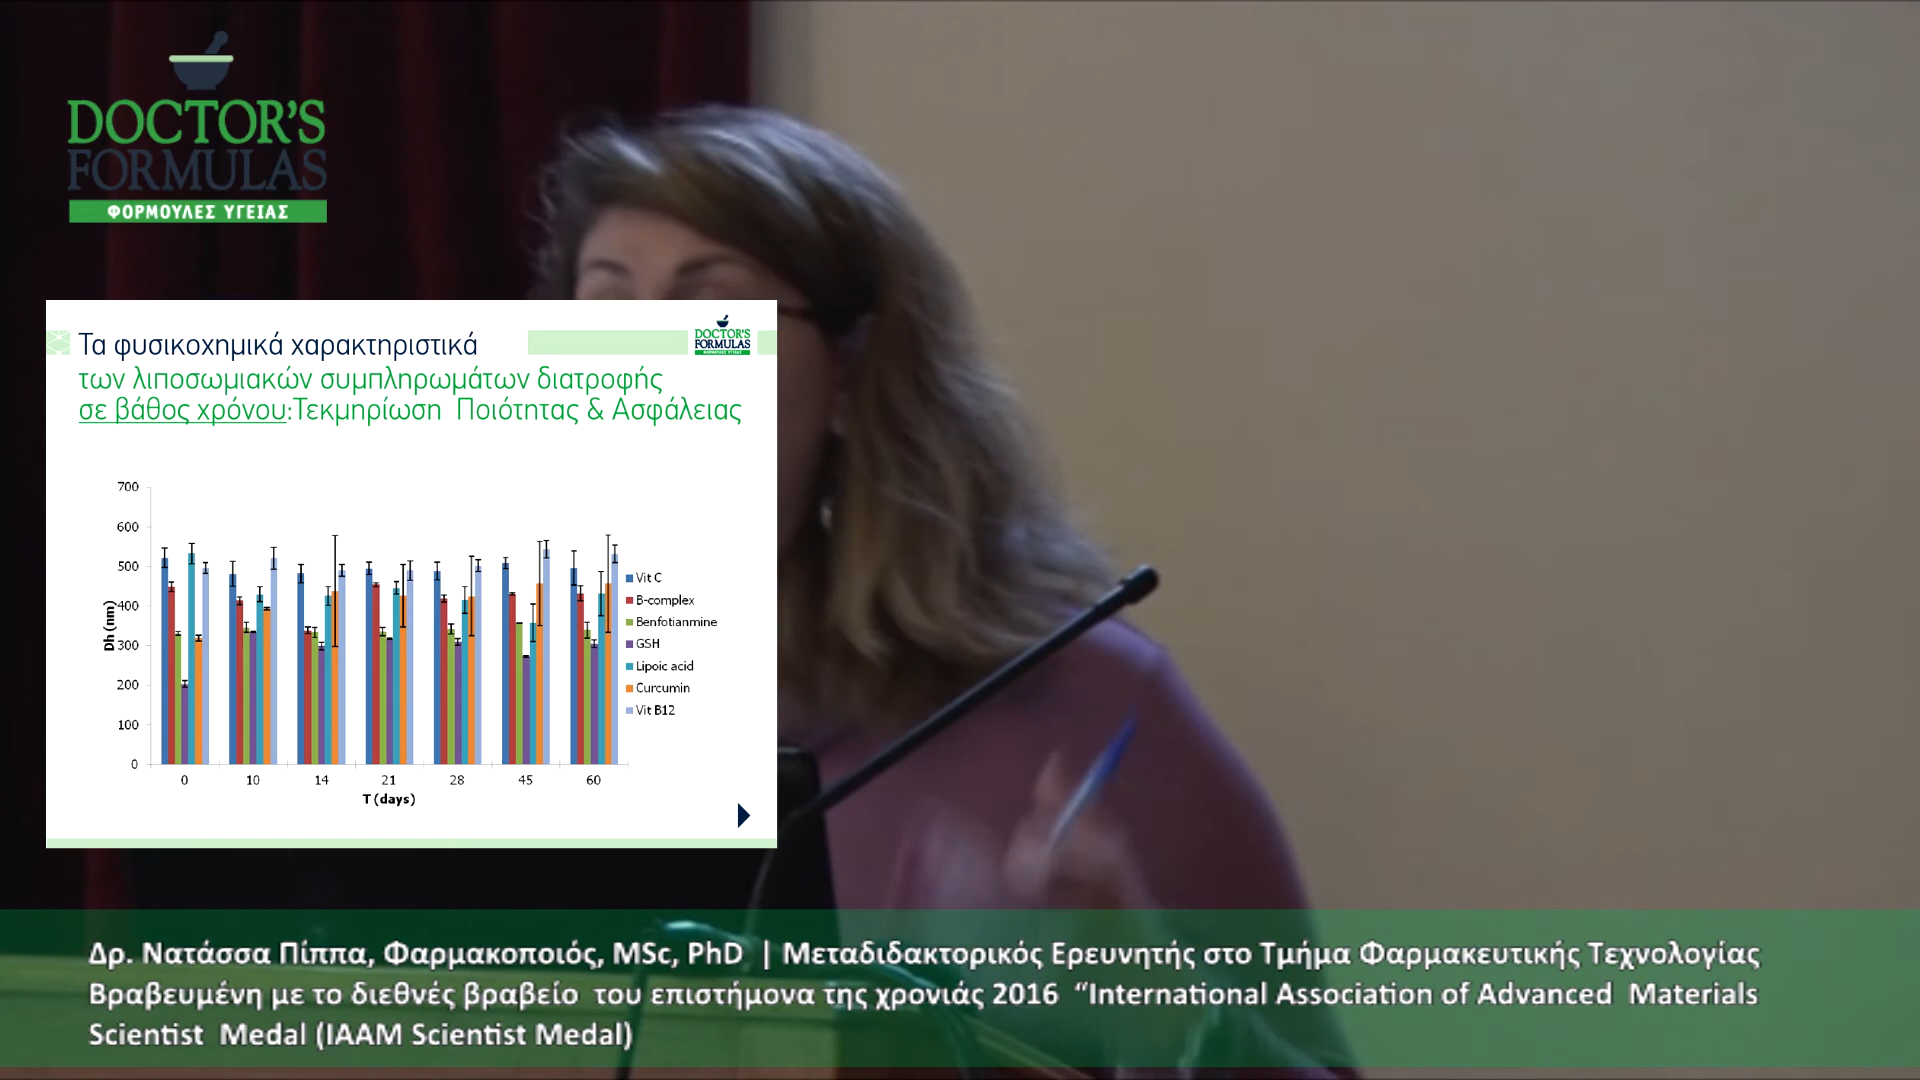 DOCTOR'S
FORMULAS
ΦΟΡΜΟΥΛΕΣ ΥΓΕΙΑΣ
Τα φυσικοχημικά χαρακτηριστικά
των λιποσωμιακών συμπληρωμάτων διατροφής
σε βάθος χρόνου:Τεκμηρίωση Ποιότητας & Ασφάλειας
DOCTOR'S
FORMULAS
ΦΟΡΜΟΥΛΕΣ ΥΓΕΙΑΣ
700
600
500
400
300
200
100
0
Dh (nm)
0 10 14 21 28 45 60
T (days)
Vit C
B-complex
Benfotianmine
GSH
Lipoic acid
Curcumin
Vit B12
Δρ. Νατάσσα Πίππα, Φαρμακοποιός, MSc, PhD | Μεταδιδακτορικός Ερευνητής στο Τμήμα Φαρμακευτικής Τεχνολογίας
Βραβευμένη με το διεθνές βραβείο του επιστήμονα της χρονιάς 2016 “International Association of Advanced Materials
Scientist Medal (IAAM Scientist Medal)